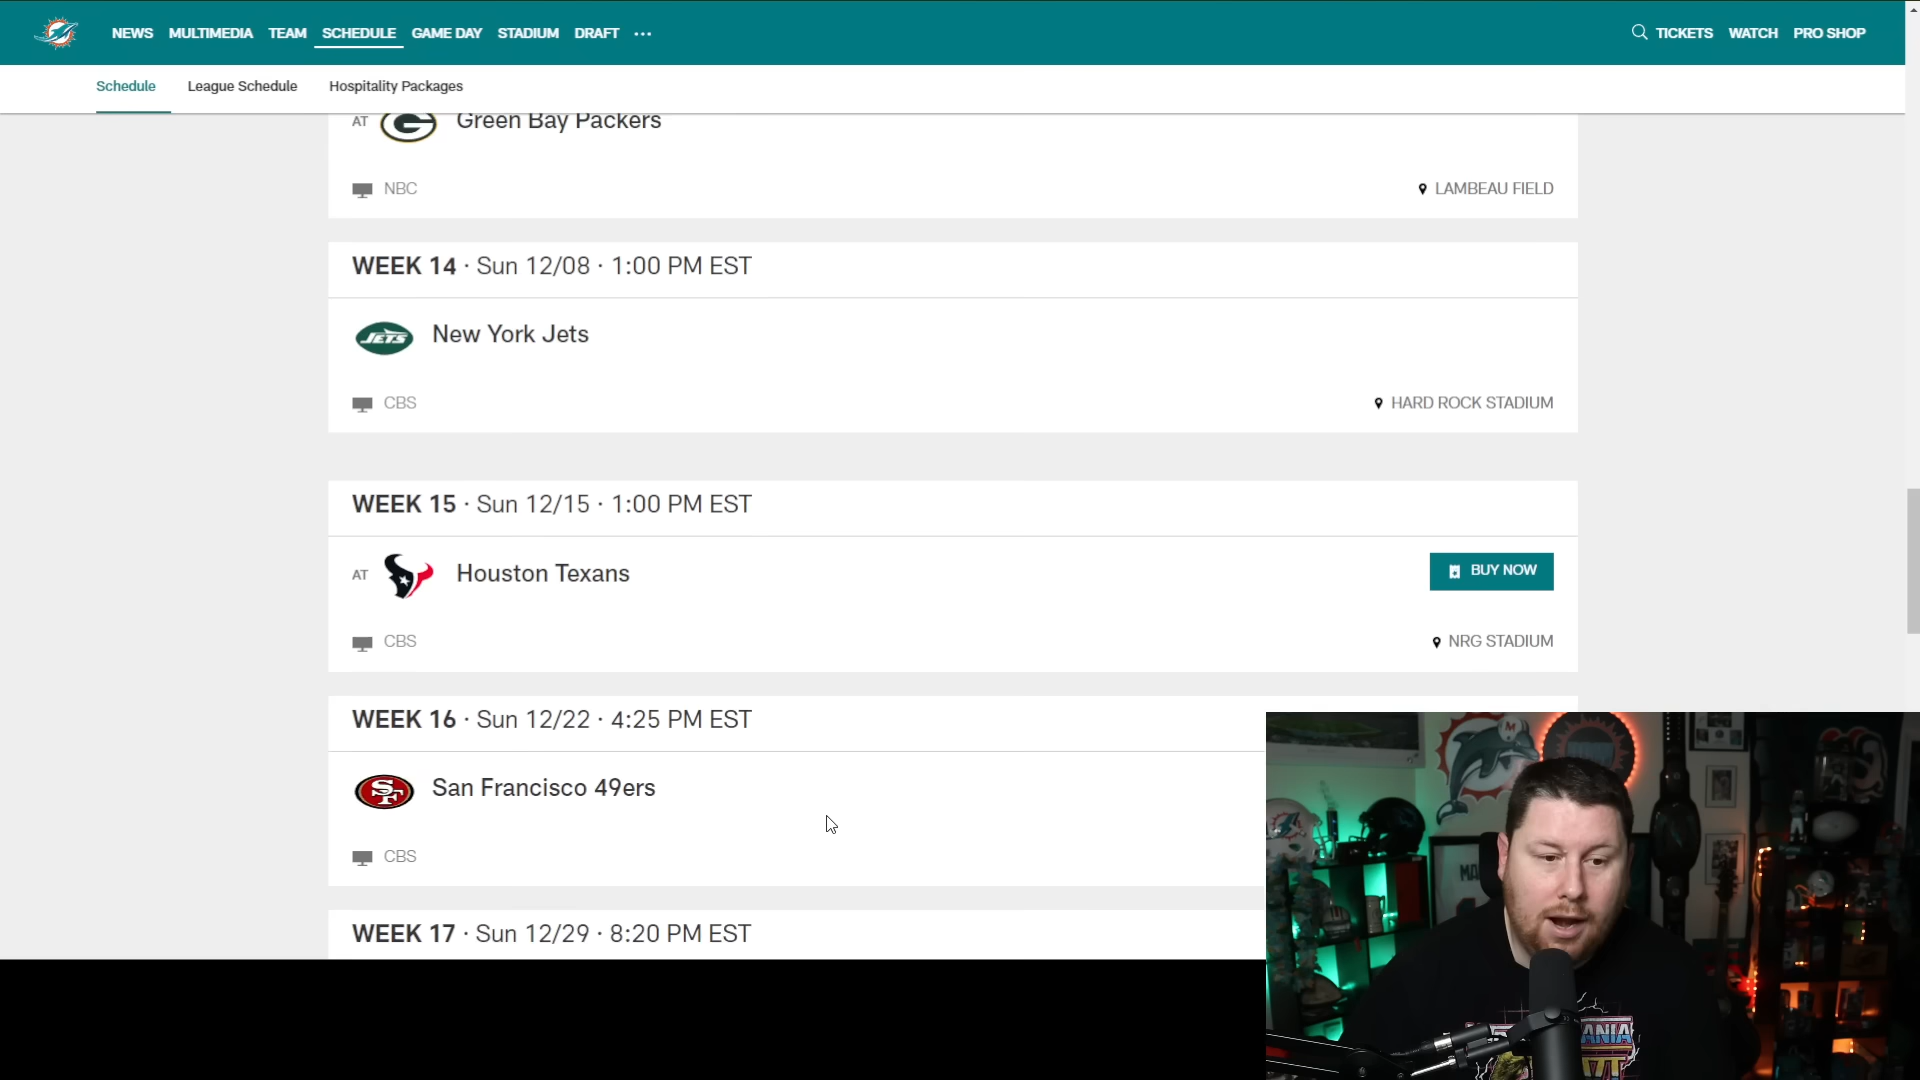 NEWS MULTIMEDIA TEAM SCHEDULE GAME DAY STADIUM DRAFT ... TICKETS WATCH PRO SHOP
Schedule League Schedule Hospitality Packages
AT Green Bay Packers
NBC LAMBEAU FIELD
WEEK 14 · Sun 12/08 · 1:00 PM EST
JETS New York Jets
CBS HARD ROCK STADIUM
WEEK 15 · Sun 12/15 · 1:00 PM EST
AT Houston Texans BUY NOW
CBS NRG STADIUM
WEEK 16 · Sun 12/22 · 4:25 PM EST
SF San Francisco 49ers
CBS
WEEK 17 · Sun 12/29 · 8:20 PM EST